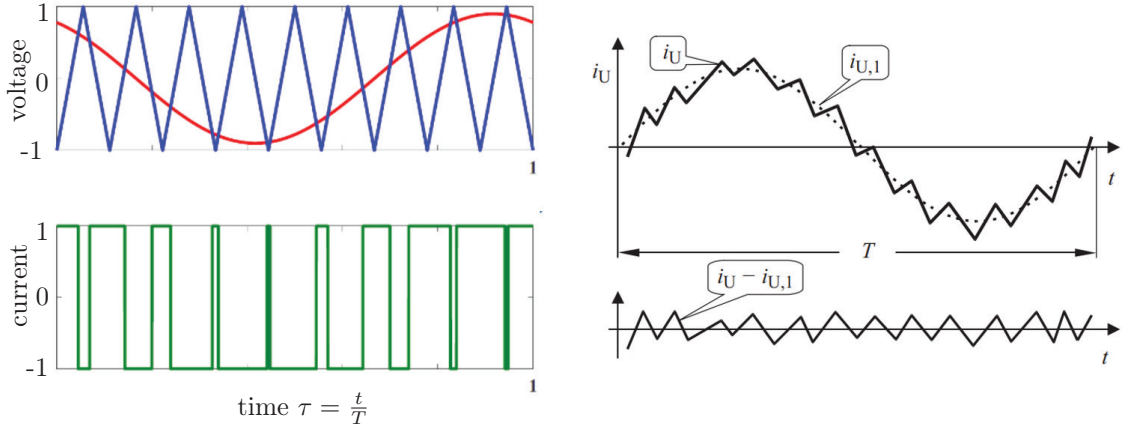 1
voltage
0
-1
1
1
current
0
-1
1
time τ = t/T
i_U
i_U
i_U,1
t
T
i_U − i_U,1
t